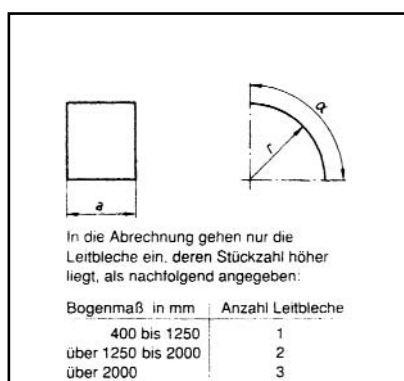 α
r
a
In die Abrechnung gehen nur die
Leitbleche ein, deren Stückzahl höher
liegt, als nachfolgend angegeben:
Bogenmaß in mm Anzahl Leitbleche
400 bis 1250 1
über 1250 bis 2000 2
über 2000 3